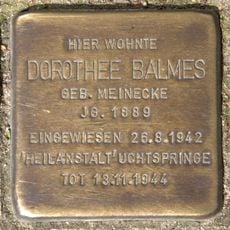 HIER WOHNTE
DOROTHEE BALMES
GEB. MEINECKE
JG. 1889
EINGEWIESEN 26.8.1942
'HEILANSTALT' UCHTSPRINGE
TOT 13.11.1944